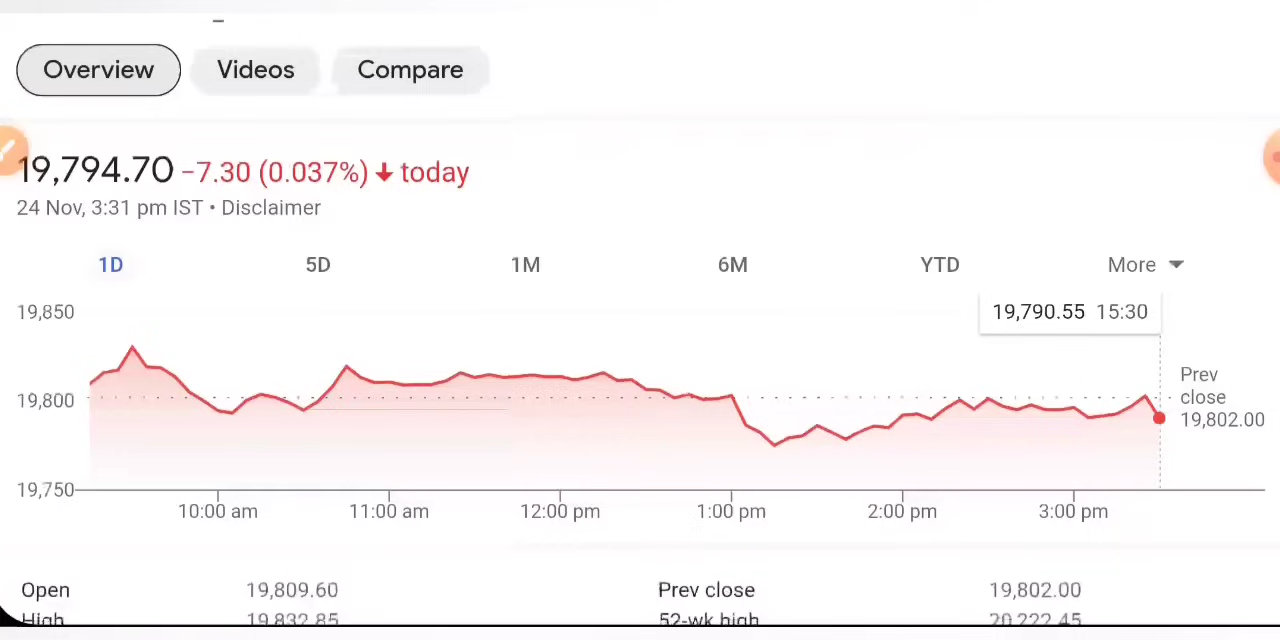 Overview Videos Compare
19,794.70 −7.30 (0.037%) ↓ today
24 Nov, 3:31 pm IST • Disclaimer
1D 5D 1M 6M YTD More
19,790.55 15:30
19,850
19,800
19,750
Prev
close
19,802.00
10:00 am 11:00 am 12:00 pm 1:00 pm 2:00 pm 3:00 pm
Open 19,809.60 Prev close 19,802.00
High 19,832.85 52-wk high 20,222.45